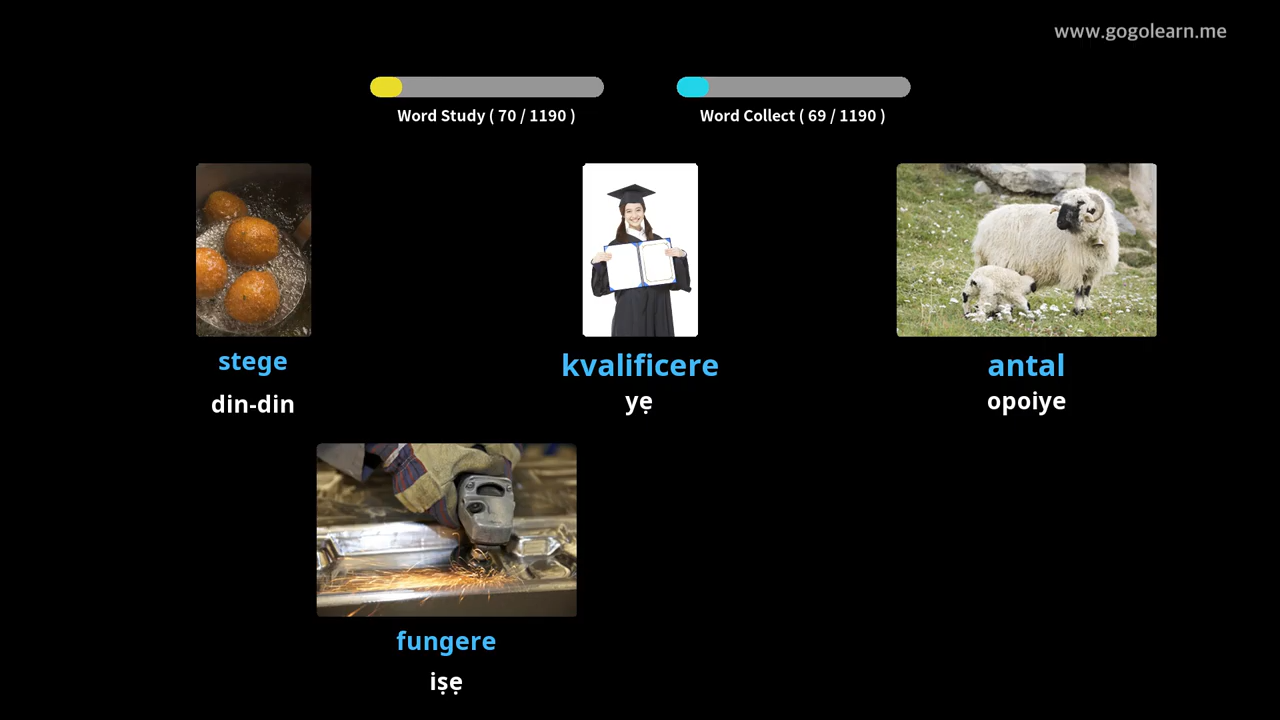 www.gogolearn.me
Word Study ( 70 / 1190 )
Word Collect ( 69 / 1190 )
stege
din-din
kvalificere
yẹ
antal
opoiye
fungere
iṣẹ